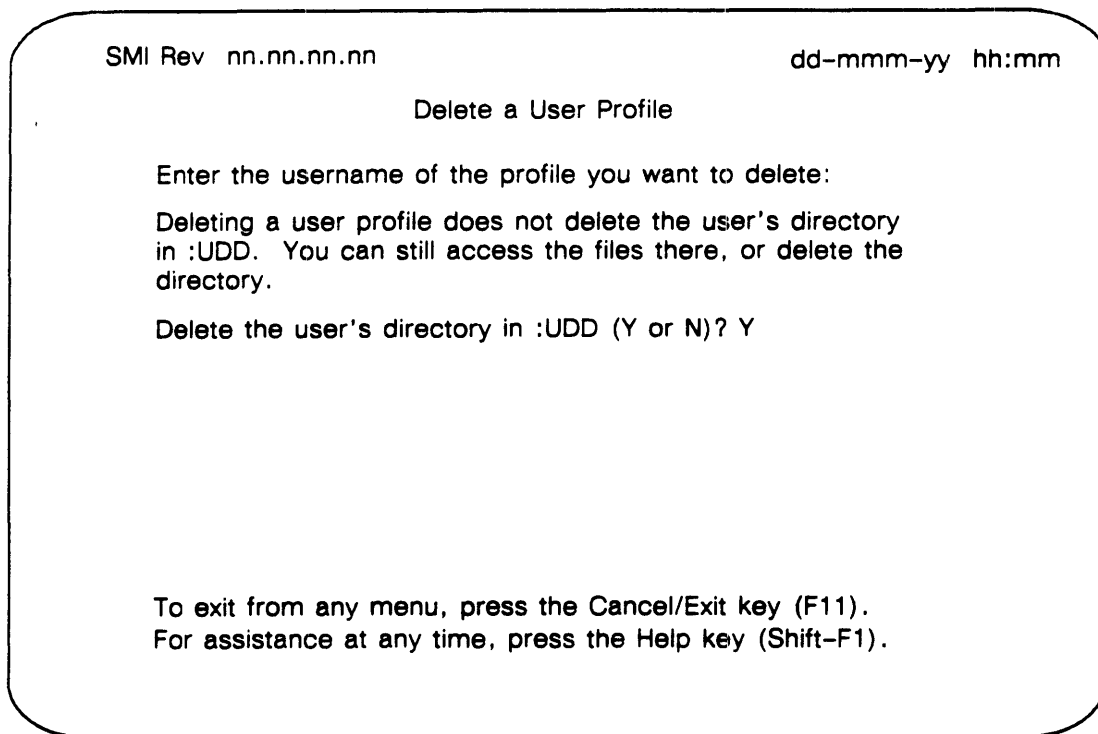 SMI Rev nn.nn.nn.nn dd-mmm-yy hh:mm
Delete a User Profile
Enter the username of the profile you want to delete:
Deleting a user profile does not delete the user's directory
in :UDD. You can still access the files there, or delete the
directory.
Delete the user's directory in :UDD (Y or N)? Y
To exit from any menu, press the Cancel/Exit key (F11).
For assistance at any time, press the Help key (Shift-F1).